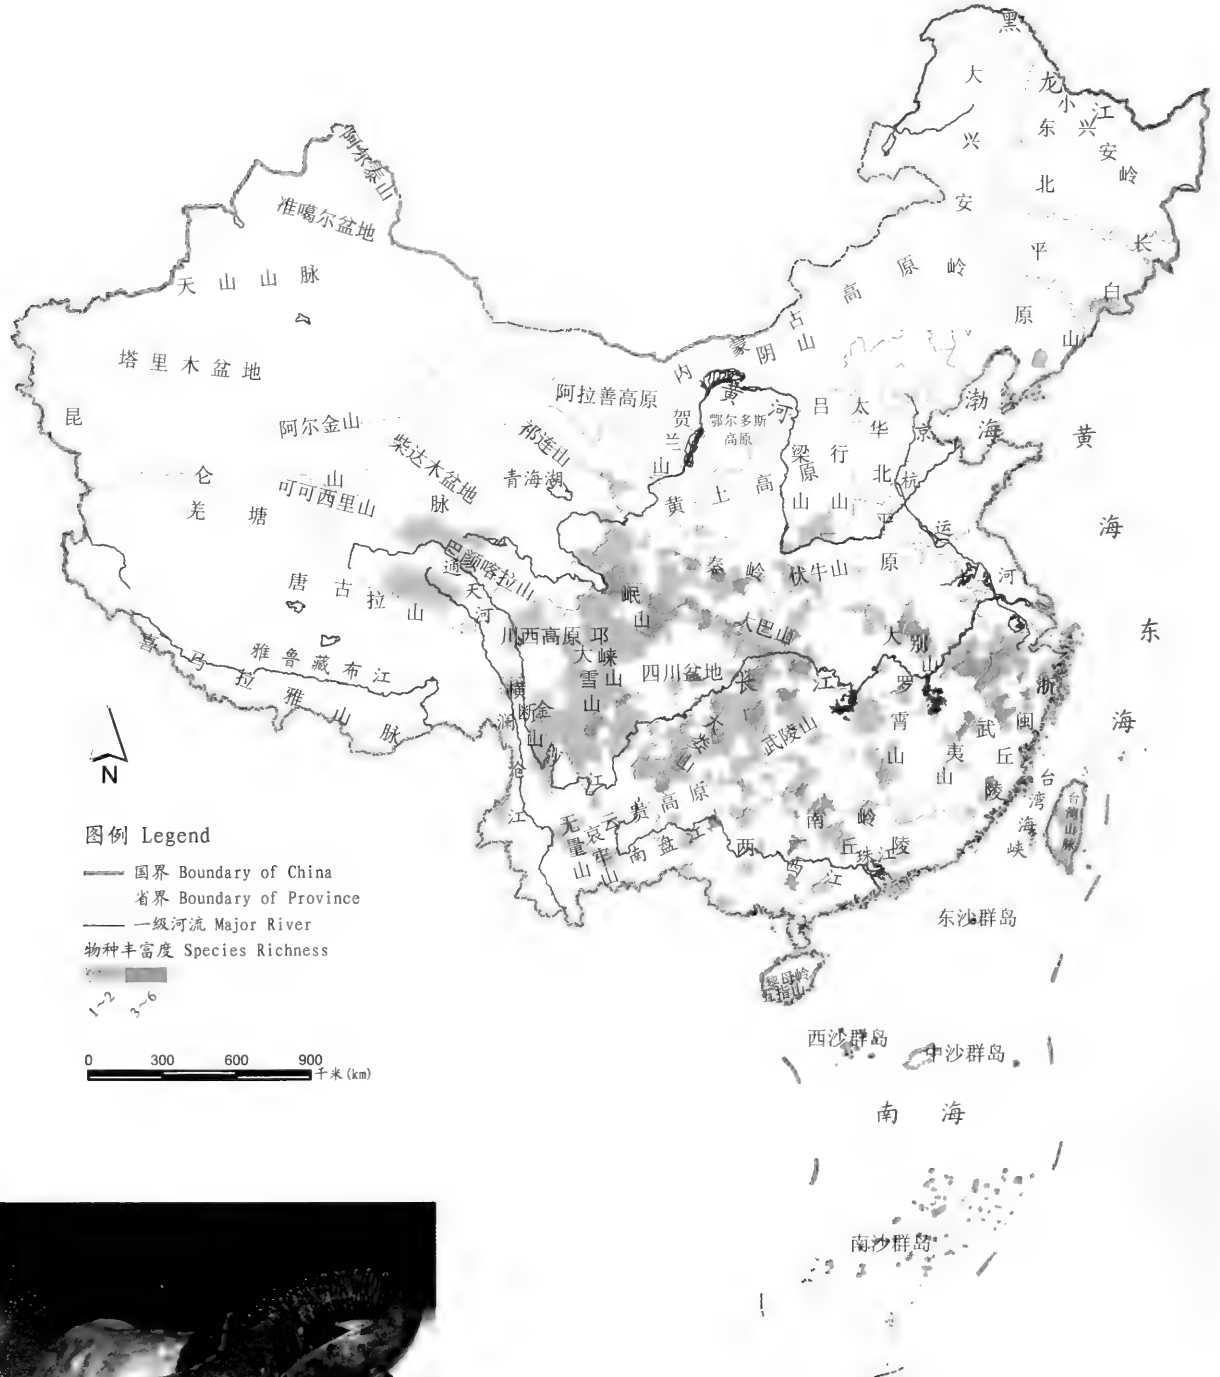 黑
龙
江
大
兴
安
岭
小
兴
安
岭
东
北
平
原
长
白
山
阿尔泰山
准噶尔盆地
天山山脉
塔里木盆地
内蒙古高原
阴山
阿拉善高原
贺兰山
黄河
鄂尔多斯
高原
吕梁山
太行山
华北平原
京杭运河
渤海
黄海
昆仑山脉
阿尔金山
柴达木盆地
祁连山
青海湖
可可西里山
羌塘
黄土高原
巴颜喀拉山
通天河
唐古拉山
秦岭
伏牛山
岷山
川西高原
邛崃山
大雪山
大巴山
四川盆地
大别山
长江
东海
喜马拉雅山脉
雅鲁藏布江
横断山
澜沧江
大娄山
武陵山
罗霄山
武夷山
浙闽丘陵
台湾海峡
台湾山脉
云贵高原
无量山
哀牢山
南盘江
南岭
两广丘陵
西江
珠江
东沙群岛
黎母岭
五指山
西沙群岛
中沙群岛
南海
南沙群岛
N
图例 Legend
国界 Boundary of China
省界 Boundary of Province
一级河流 Major River
物种丰富度 Species Richness
1~2
3~6
0 300 600 900
千米(km)